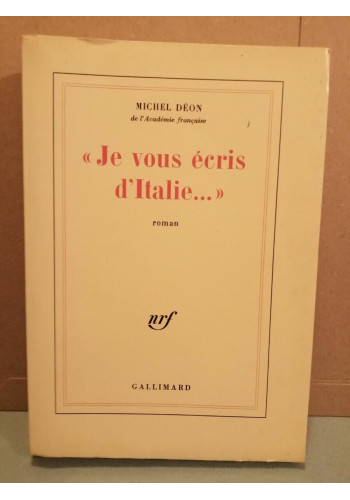 MICHEL DÉON
de l'Académie française
« Je vous écris
d'Italie... »
roman
nrf
GALLIMARD